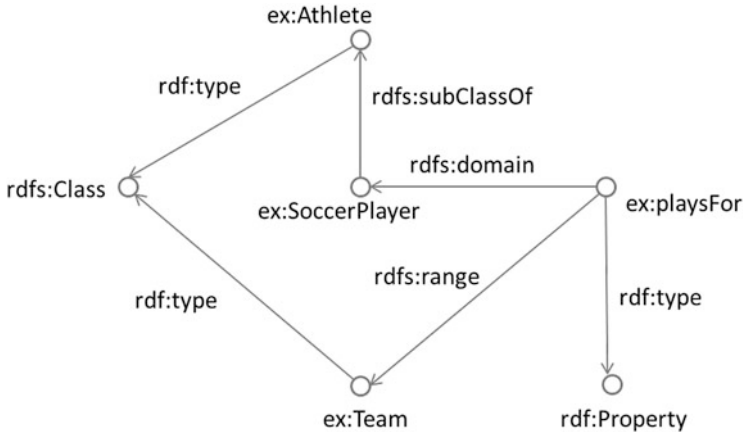 ex:Athlete
rdf:type
rdfs:subClassOf
rdfs:domain
rdfs:Class
ex:SoccerPlayer
ex:playsFor
rdfs:range
rdf:type
rdf:type
ex:Team
rdf:Property